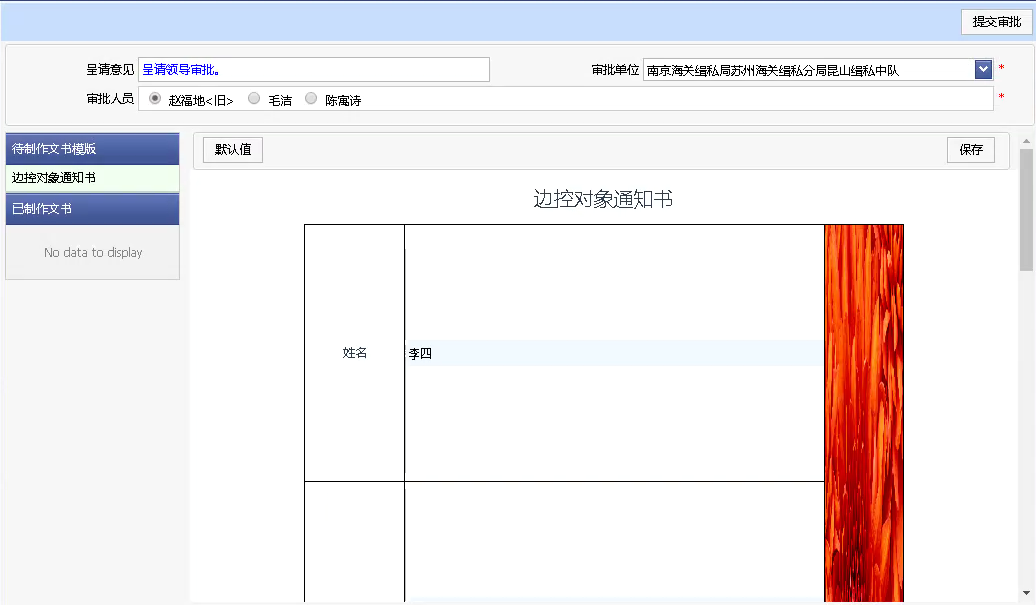 提交审批
呈请意见 呈请领导审批。 审批单位 南京海关缉私局苏州海关缉私分局昆山缉私中队 *
审批人员 赵福地<旧> 毛洁 陈寓诗 *
待制作文书模版
边控对象通知书
已制作文书
No data to display
默认值 保存
边控对象通知书
姓名 李四